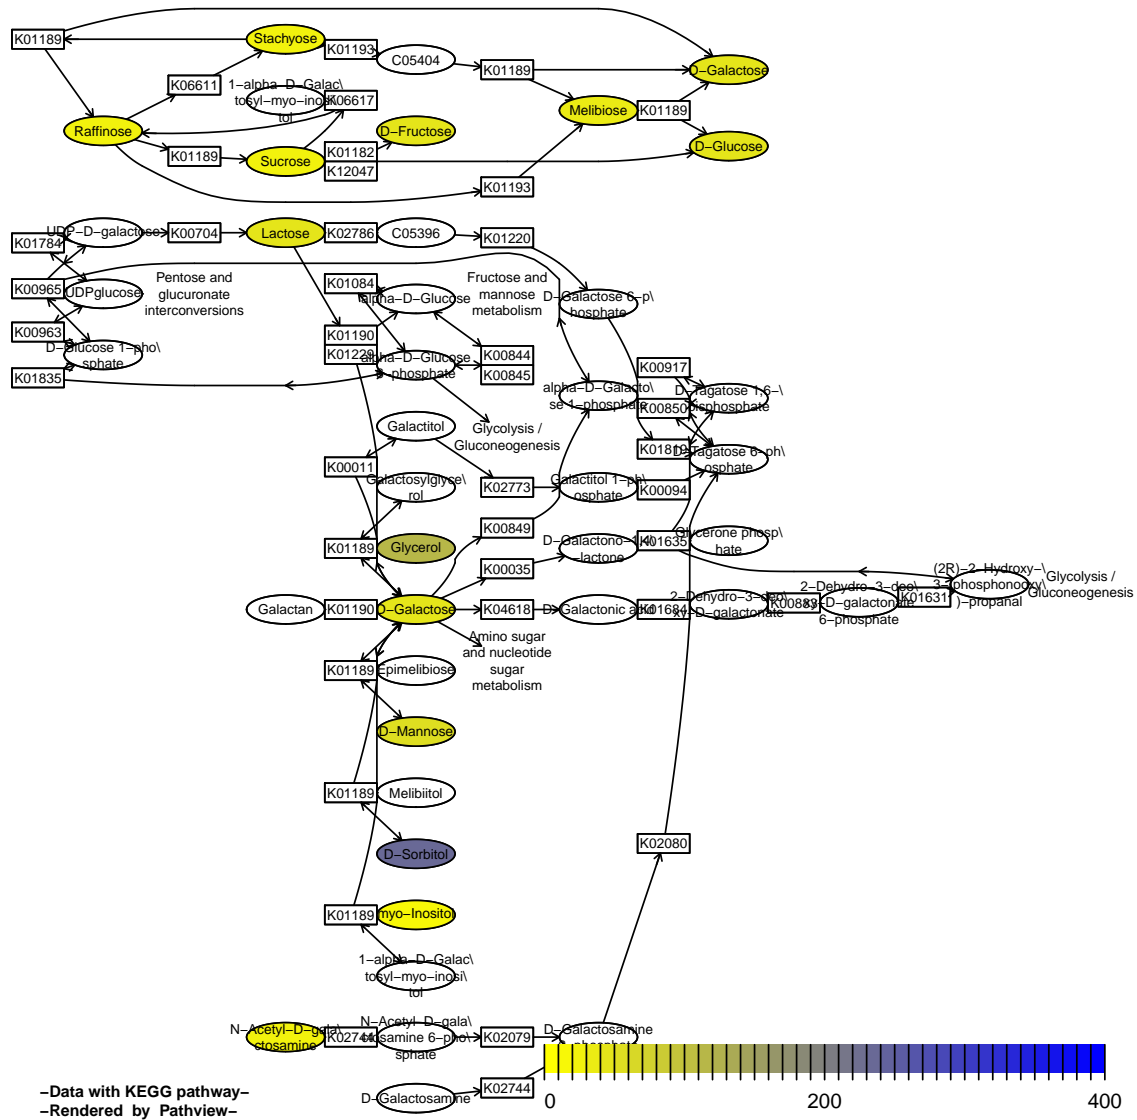 K01189
Stachyose
K01193
C05404
K01189
D−Galactose
K06611
1−alpha−D−Galac\
tosyl−myo−inosi\
tol
K06617
Melibiose
K01189
Raffinose
D−Fructose
K01189
Sucrose
K01182
K12047
D−Glucose
K01193
UDP−D−galactose
K00704
Lactose
K02786
C05396
K01220
K01784
K00965
UDPglucose
Pentose and
glucuronate
interconversions
K01084
alpha−D−Glucose
Fructose and
mannose
metabolism
D−Galactose 6−p\
hosphate
K00963
D−Glucose 1−pho\
sphate
K01835
K01190
K01229
alpha−D−Glucose
6−phosphate
K00844
K00845
K00917
alpha−D−Galacto\
se 1−phosphate
D−Tagatose 1,6−\
bisphosphate
K00850
Galactitol
Glycolysis /
Gluconeogenesis
K01819
D−Tagatose 6−ph\
osphate
K00011
Galactosylglyce\
rol
K02773
Galactitol 1−ph\
osphate
K00094
K00849
K01189
Glycerol
K00035
D−Galactono−1,4\
−lactone
K01635
Glycerone phosp\
hate
(2R)−2−Hydroxy−\
3−(phosphonooxy\
)−propanal
Glycolysis /
Gluconeogenesis
Galactan
K01190
D−Galactose
K04618
D−Galactonic acid
K01684
2−Dehydro−3−deo\
xy−D−galactonate
K00883
2−Dehydro−3−deo\
xy−D−galactonate
6−phosphate
K01631
Amino sugar
and nucleotide
sugar
metabolism
K01189
Epimelibiose
D−Mannose
K01189
Melibiitol
K02080
D−Sorbitol
K01189
myo−Inositol
1−alpha−D−Galac\
tosyl−myo−inosi\
tol
N−Acetyl−D−gala\
ctosamine
K02744
N−Acetyl−D−gala\
ctosamine 6−pho\
sphate
K02079
D−Galactosamine
D−Galactosamine
K02744
−Data with KEGG pathway−
−Rendered by Pathview−
0
200
400